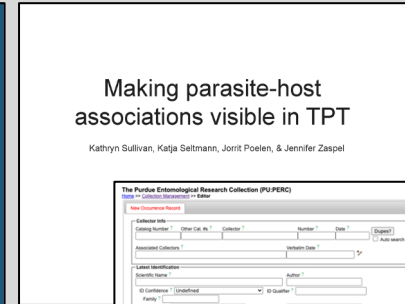 Making parasite-host
associations visible in TPT
Kathryn Sullivan, Katja Seltmann, Jorrit Poelen, & Jennifer Zaspel
The Purdue Entomological Research Collection (PU:PERC)
Home >> Collection Management >> Editor
New Occurrence Record
Collector Info
Catalog Number ? Other Cat. #s ? Collector ? Number ? Date ? Dupes?
Auto search
Associated Collectors ? Verbatim Date ?
Latest Identification
Scientific Name ? Author ?
ID Confidence ? Undefined ID Qualifier ?
Family ?